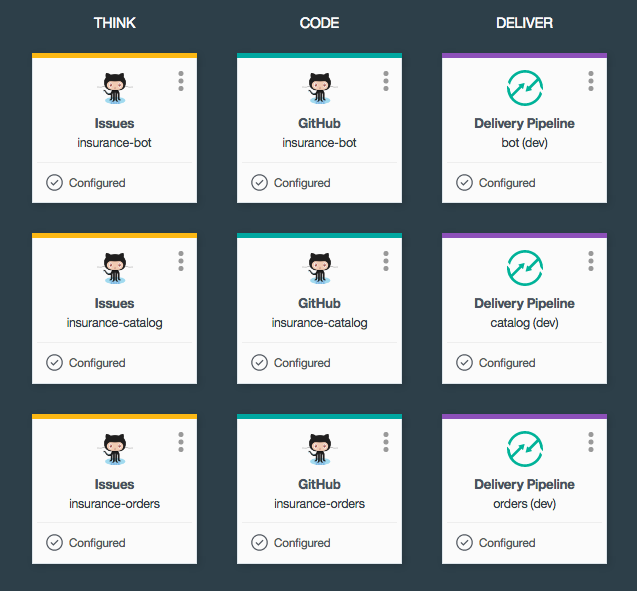 THINK
CODE
DELIVER
Issues
insurance-bot
Configured
GitHub
insurance-bot
Configured
Delivery Pipeline
bot (dev)
Configured
Issues
insurance-catalog
Configured
GitHub
insurance-catalog
Configured
Delivery Pipeline
catalog (dev)
Configured
Issues
insurance-orders
Configured
GitHub
insurance-orders
Configured
Delivery Pipeline
orders (dev)
Configured